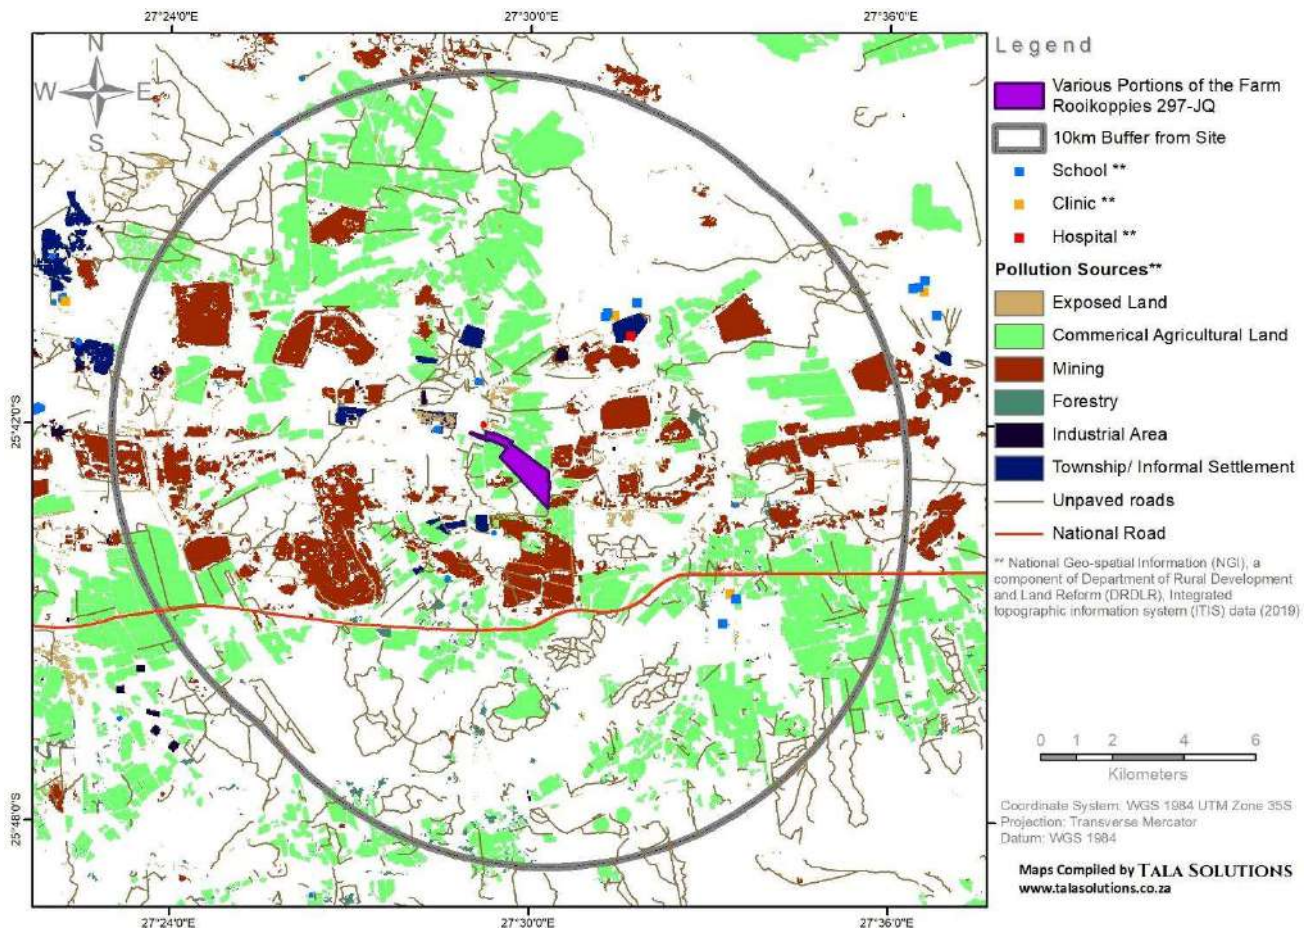 27°24'0"E
27°30'0"E
27°36'0"E
N
W
E
S
25°42'0"S
25°48'0"S
27°24'0"E
27°30'0"E
27°36'0"E
Legend
Various Portions of the Farm
Rooikoppies 297-JQ
10km Buffer from Site
School **
Clinic **
Hospital **
Pollution Sources**
Exposed Land
Commerical Agricultural Land
Mining
Forestry
Industrial Area
Township/ Informal Settlement
Unpaved roads
National Road
** National Geo-spatial Information (NGI), a
component of Department of Rural Development
and Land Reform (DRDLR), Integrated
topographic information system (ITIS) data (2019)
0 1 2 4 6
Kilometers
Coordinate System: WGS 1984 UTM Zone 35S
Projection: Transverse Mercator
Datum: WGS 1984
Maps Compiled by TALA SOLUTIONS
www.talasolutions.co.za